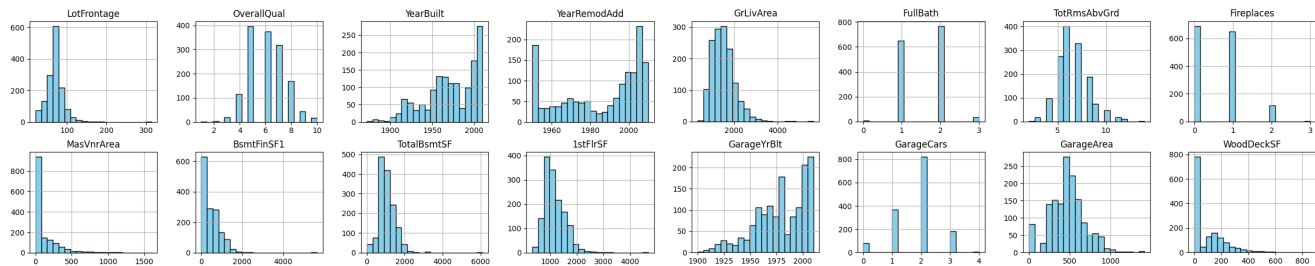 LotFrontage OverallQual YearBuilt YearRemodAdd GrLivArea FullBath TotRmsAbvGrd Fireplaces
600 400 250 200 300 800 400 600
400 300 200 150 200 600 300 400
200 200 150 100 100 400 200 200
0 100 100 50 0 200 100 0
0 50 0 0 0
0
100 200 300 2 4 6 8 10 1900 1950 2000 1960 1980 2000 2000 4000 0 1 2 3 5 10 0 1 2 3
MasVnrArea BsmtFinSF1 TotalBsmtSF 1stFlrSF GarageYrBlt GarageCars GarageArea WoodDeckSF
800 600 500 400 200 800 250 800
600 400 400 300 150 600 200 600
400 200 300 200 100 400 150 400
200 0 200 100 50 200 100 200
0 100 0 0 0 50 0
0 0
0 500 1000 1500 0 2000 4000 0 2000 4000 6000 1000 2000 3000 4000 1900 1925 1950 1975 2000 0 1 2 3 4 0 500 1000 0 200 400 600 800